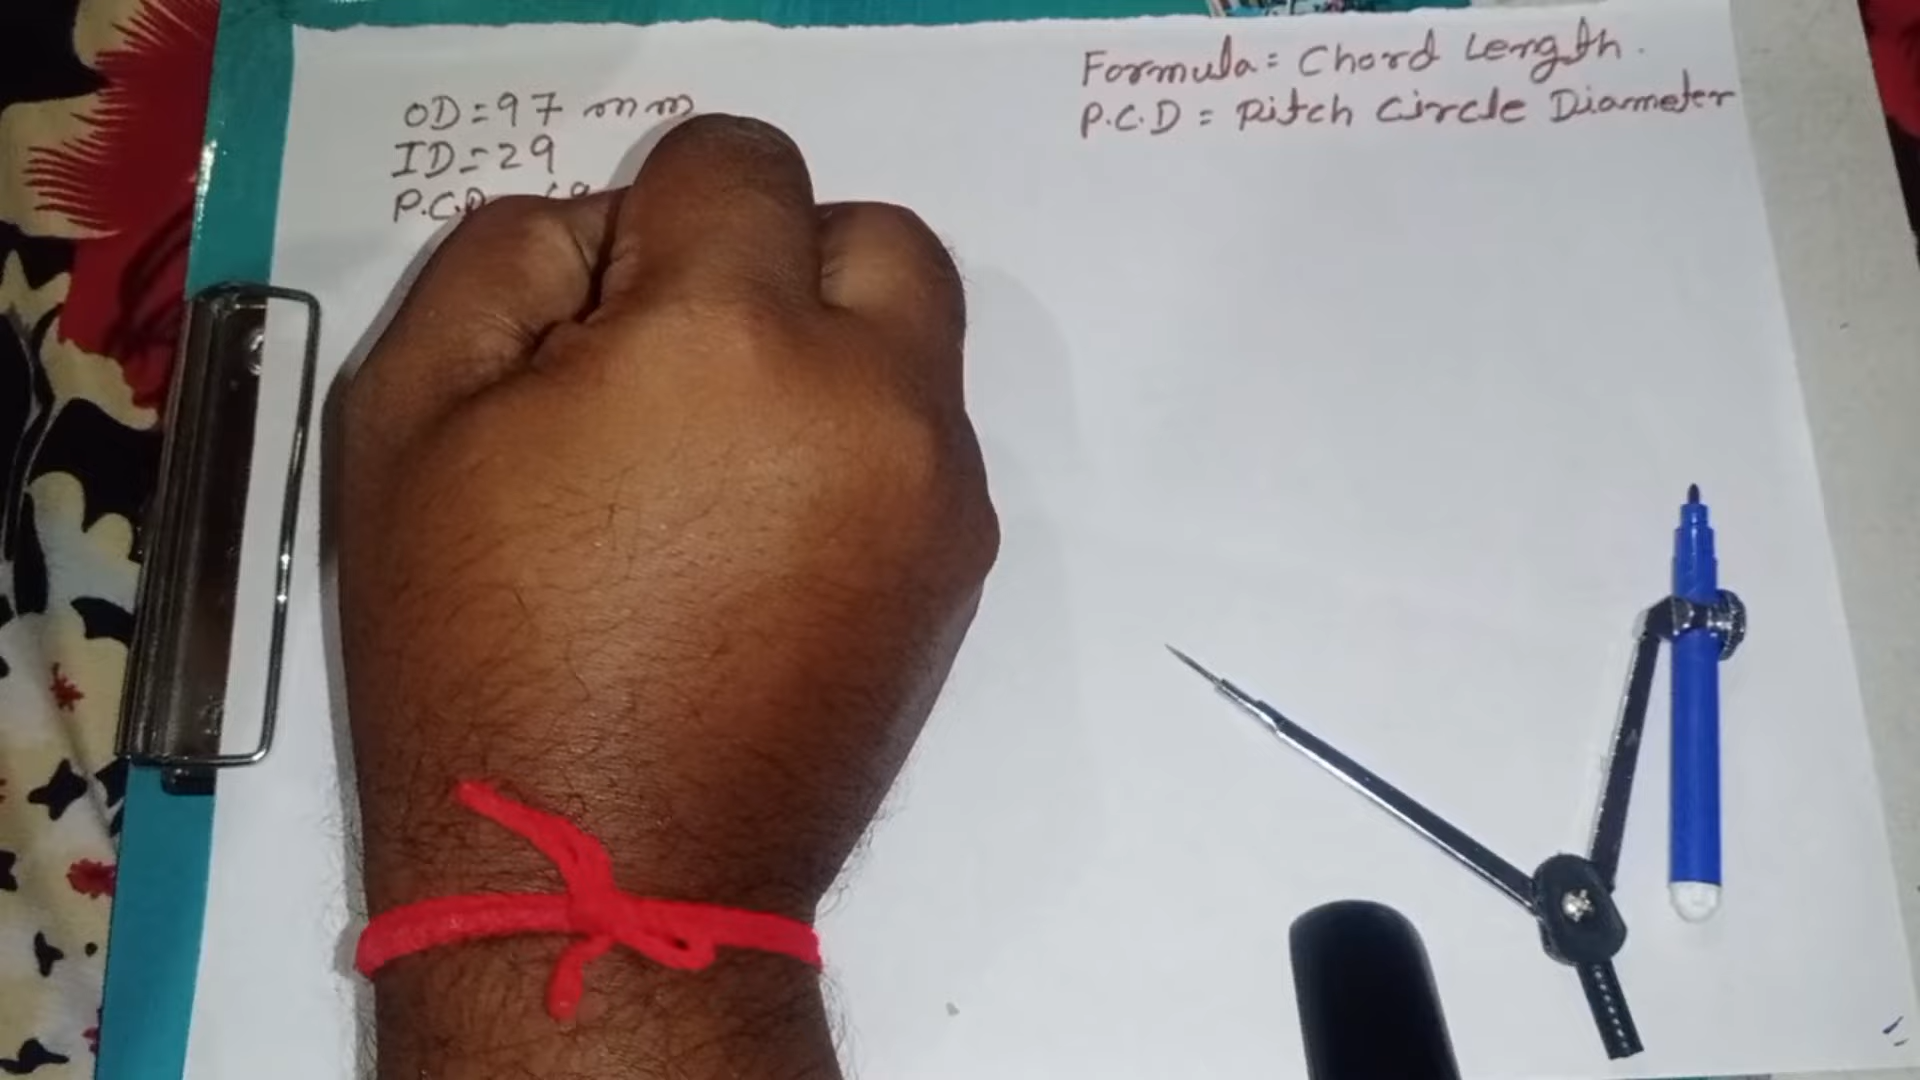 OD=97 mm
ID=29
P.C.D
Formula= Chord Length.
P.C.D = Pitch Circle Diameter